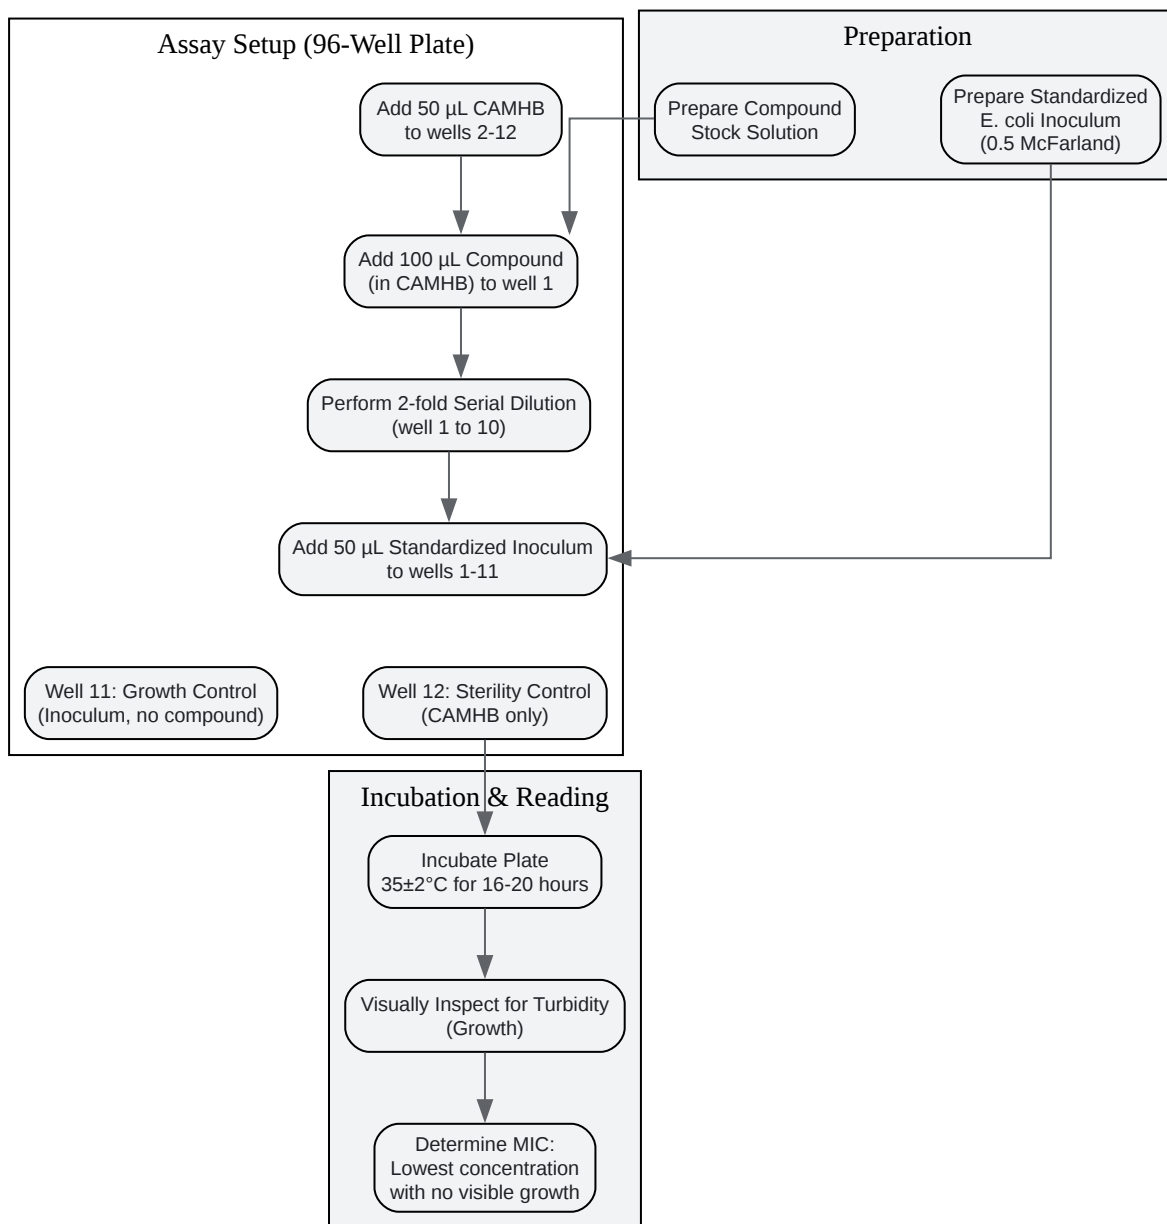 Assay Setup (96-Well Plate)
Add 50 µL CAMHB
to wells 2-12
Add 100 µL Compound
(in CAMHB) to well 1
Perform 2-fold Serial Dilution
(well 1 to 10)
Add 50 µL Standardized Inoculum
to wells 1-11
Well 11: Growth Control
(Inoculum, no compound)
Well 12: Sterility Control
(CAMHB only)
Preparation
Prepare Compound
Stock Solution
Prepare Standardized
E. coli Inoculum
(0.5 McFarland)
Incubation & Reading
Incubate Plate
35±2°C for 16-20 hours
Visually Inspect for Turbidity
(Growth)
Determine MIC:
Lowest concentration
with no visible growth